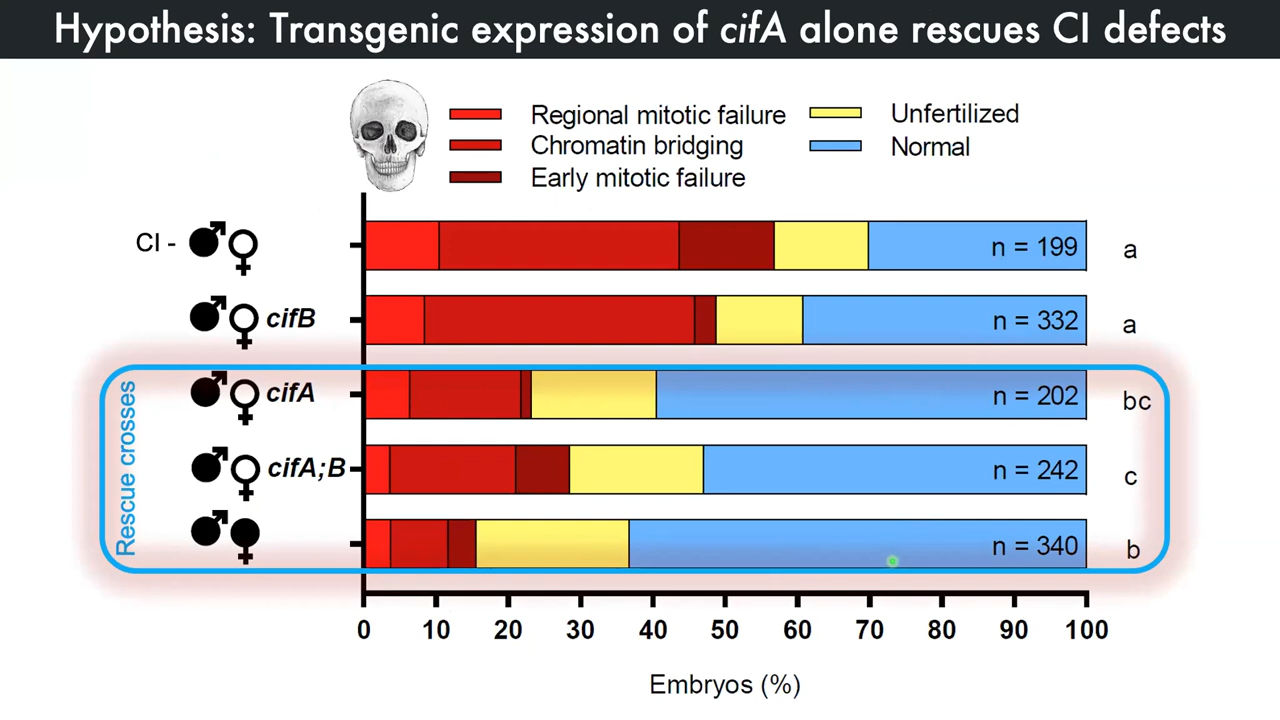 Hypothesis: Transgenic expression of cifA alone rescues CI defects
Regional mitotic failure
Chromatin bridging
Early mitotic failure
Unfertilized
Normal
CI -
n = 199
a
cifB
n = 332
a
Rescue crosses
cifA
n = 202
bc
cifA;B
n = 242
c
n = 340
b
0 10 20 30 40 50 60 70 80 90 100
Embryos (%)